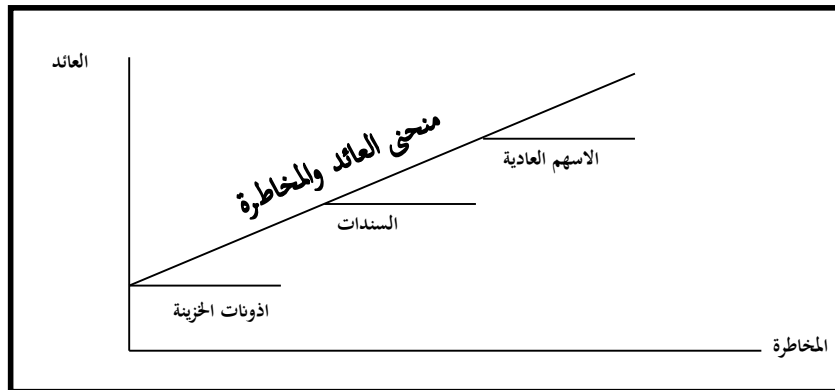 العائد
منحنى العائد والمخاطرة
الاسهم العادية
السندات
اذونات الخزينة
المخاطرة